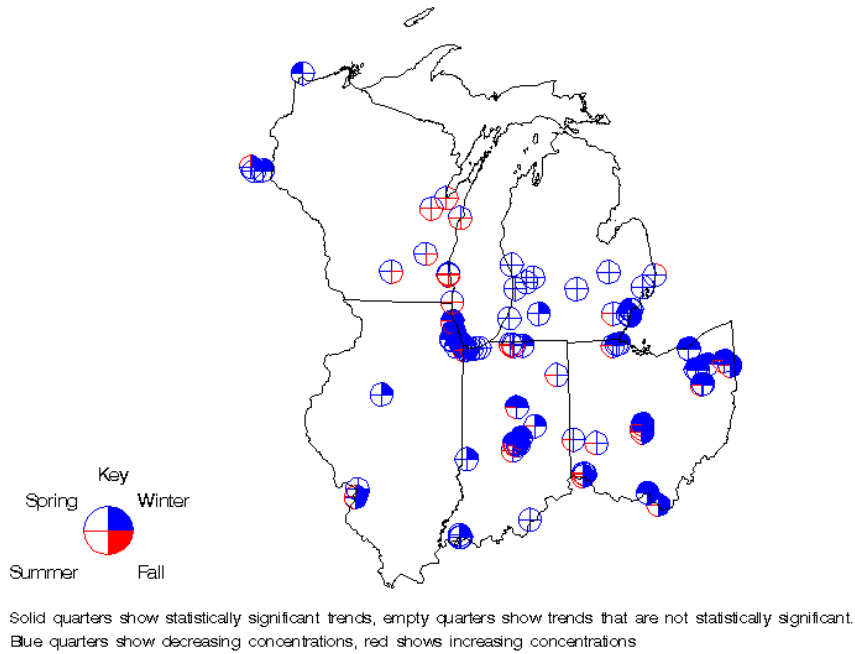 Key
Spring Winter
Summer Fall
Solid quarters show statistically significant trends, empty quarters show trends that are not statistically significant.
Blue quarters show decreasing concentrations, red shows increasing concentrations